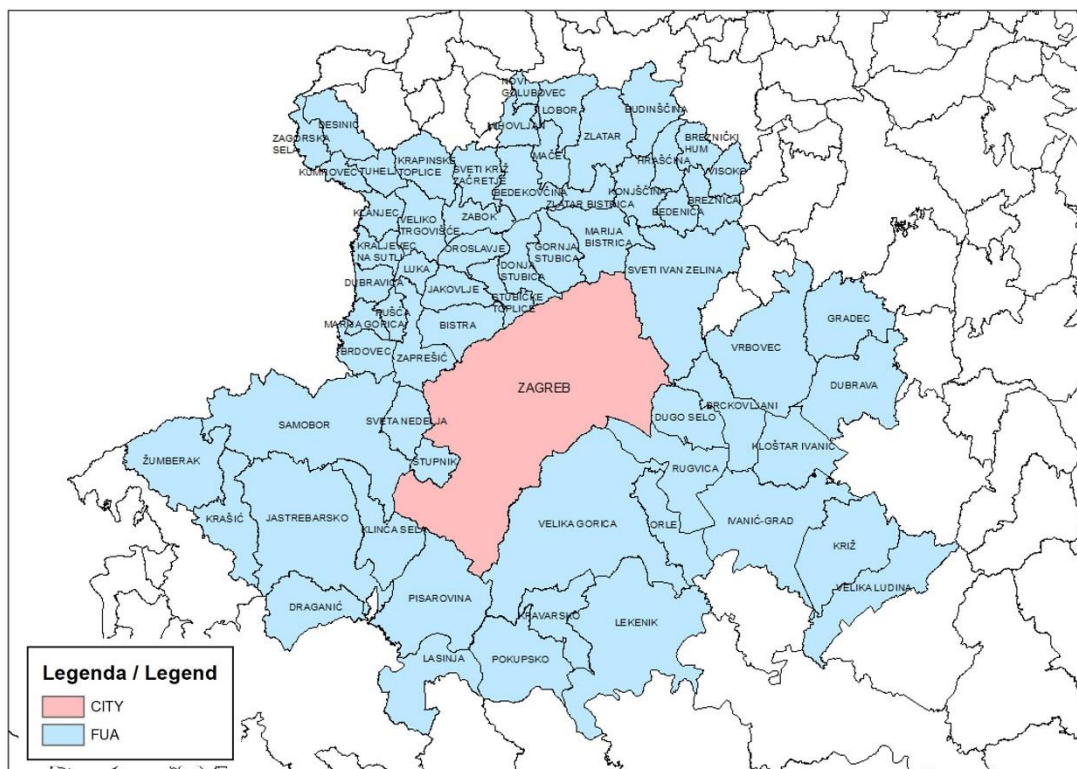 NOVI
GOLUBOVEC
LOBOR
BUDINŠČINA
DESINIĆ
MIHOVLJAN
ZLATAR
ZAGORSKA
SELA
BREZNIČKI
HUM
MAČE
HRAŠĆINA
KRAPINSKE
TOPLICE
SVETI KRIŽ
ZAČRETJE
KUMROVEC
TUHELJ
VISOKO
BEDEKOVČINA
KONJŠČINA
ZLATAR BISTRICA
BREZNICA
BEDENICA
KLANJEC
VELIKO
TRGOVIŠĆE
ZABOK
MARIJA
BISTRICA
KRALJEVEC
NA SUTLI
OROSLAVJE
GORNJA
STUBICA
DONJA
STUBICA
LUKA
SVETI IVAN ZELINA
DUBRAVICA
JAKOVLJE
STUBIČKE
TOPLICE
PUŠĆA
MARIJA GORICA
BISTRA
GRADEC
VRBOVEC
BRDOVEC
ZAPREŠIĆ
ZAGREB
DUBRAVA
BRCKOVLJANI
DUGO SELO
SAMOBOR
SVETA NEDELJA
KLOŠTAR IVANIĆ
STUPNIK
ŽUMBERAK
RUGVICA
KRAŠIĆ
JASTREBARSKO
KLINČA SELA
VELIKA GORICA
ORLE
IVANIĆ-GRAD
KRIŽ
VELIKA LUDINA
DRAGANIĆ
PISAROVINA
KRAVARSKO
LEKENIK
LASINJA
POKUPSKO
Legenda / Legend
CITY
FUA